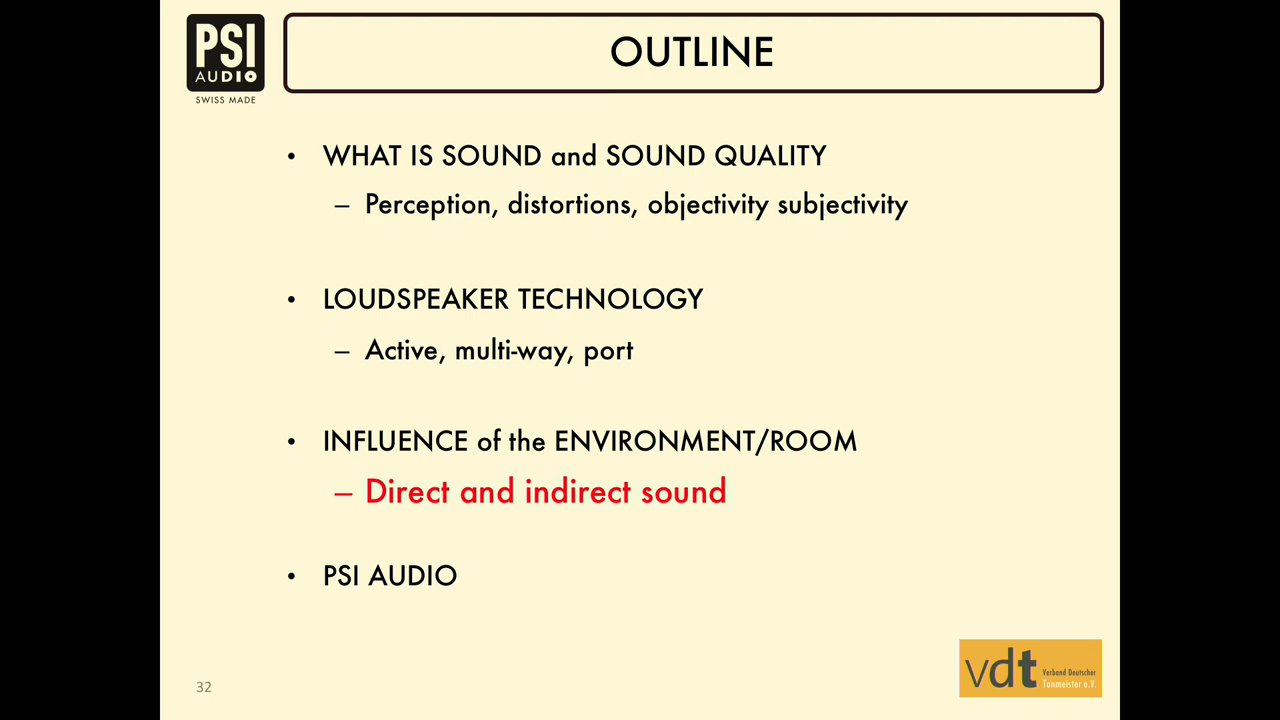 PSI
AUDIO
SWISS MADE
OUTLINE
• WHAT IS SOUND and SOUND QUALITY
– Perception, distortions, objectivity subjectivity
• LOUDSPEAKER TECHNOLOGY
– Active, multi-way, port
• INFLUENCE of the ENVIRONMENT/ROOM
– Direct and indirect sound
• PSI AUDIO
32
vdt Verband Deutscher
Tonmeister e.V.